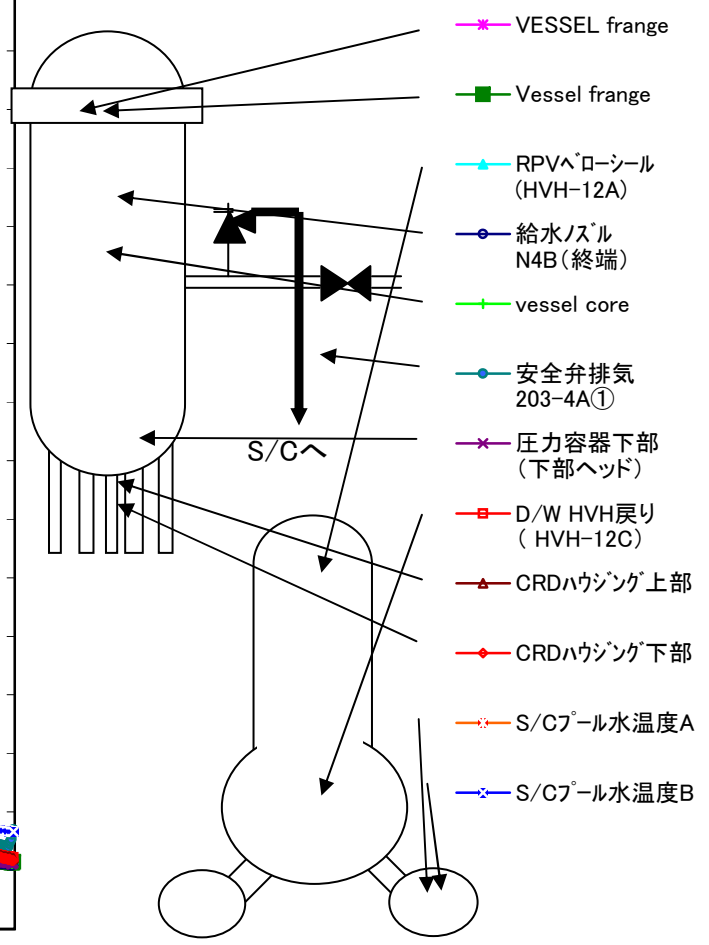 VESSEL frange
Vessel frange
RPVベローシール
(HVH-12A)
給水ノズル
N4B(終端)
vessel core
安全弁排気
203-4A①
圧力容器下部
(下部ヘッド)
D/W HVH戻り
( HVH-12C)
CRDハウジング上部
CRDハウジング下部
S/Cプール水温度A
S/Cプール水温度B
S/Cへ